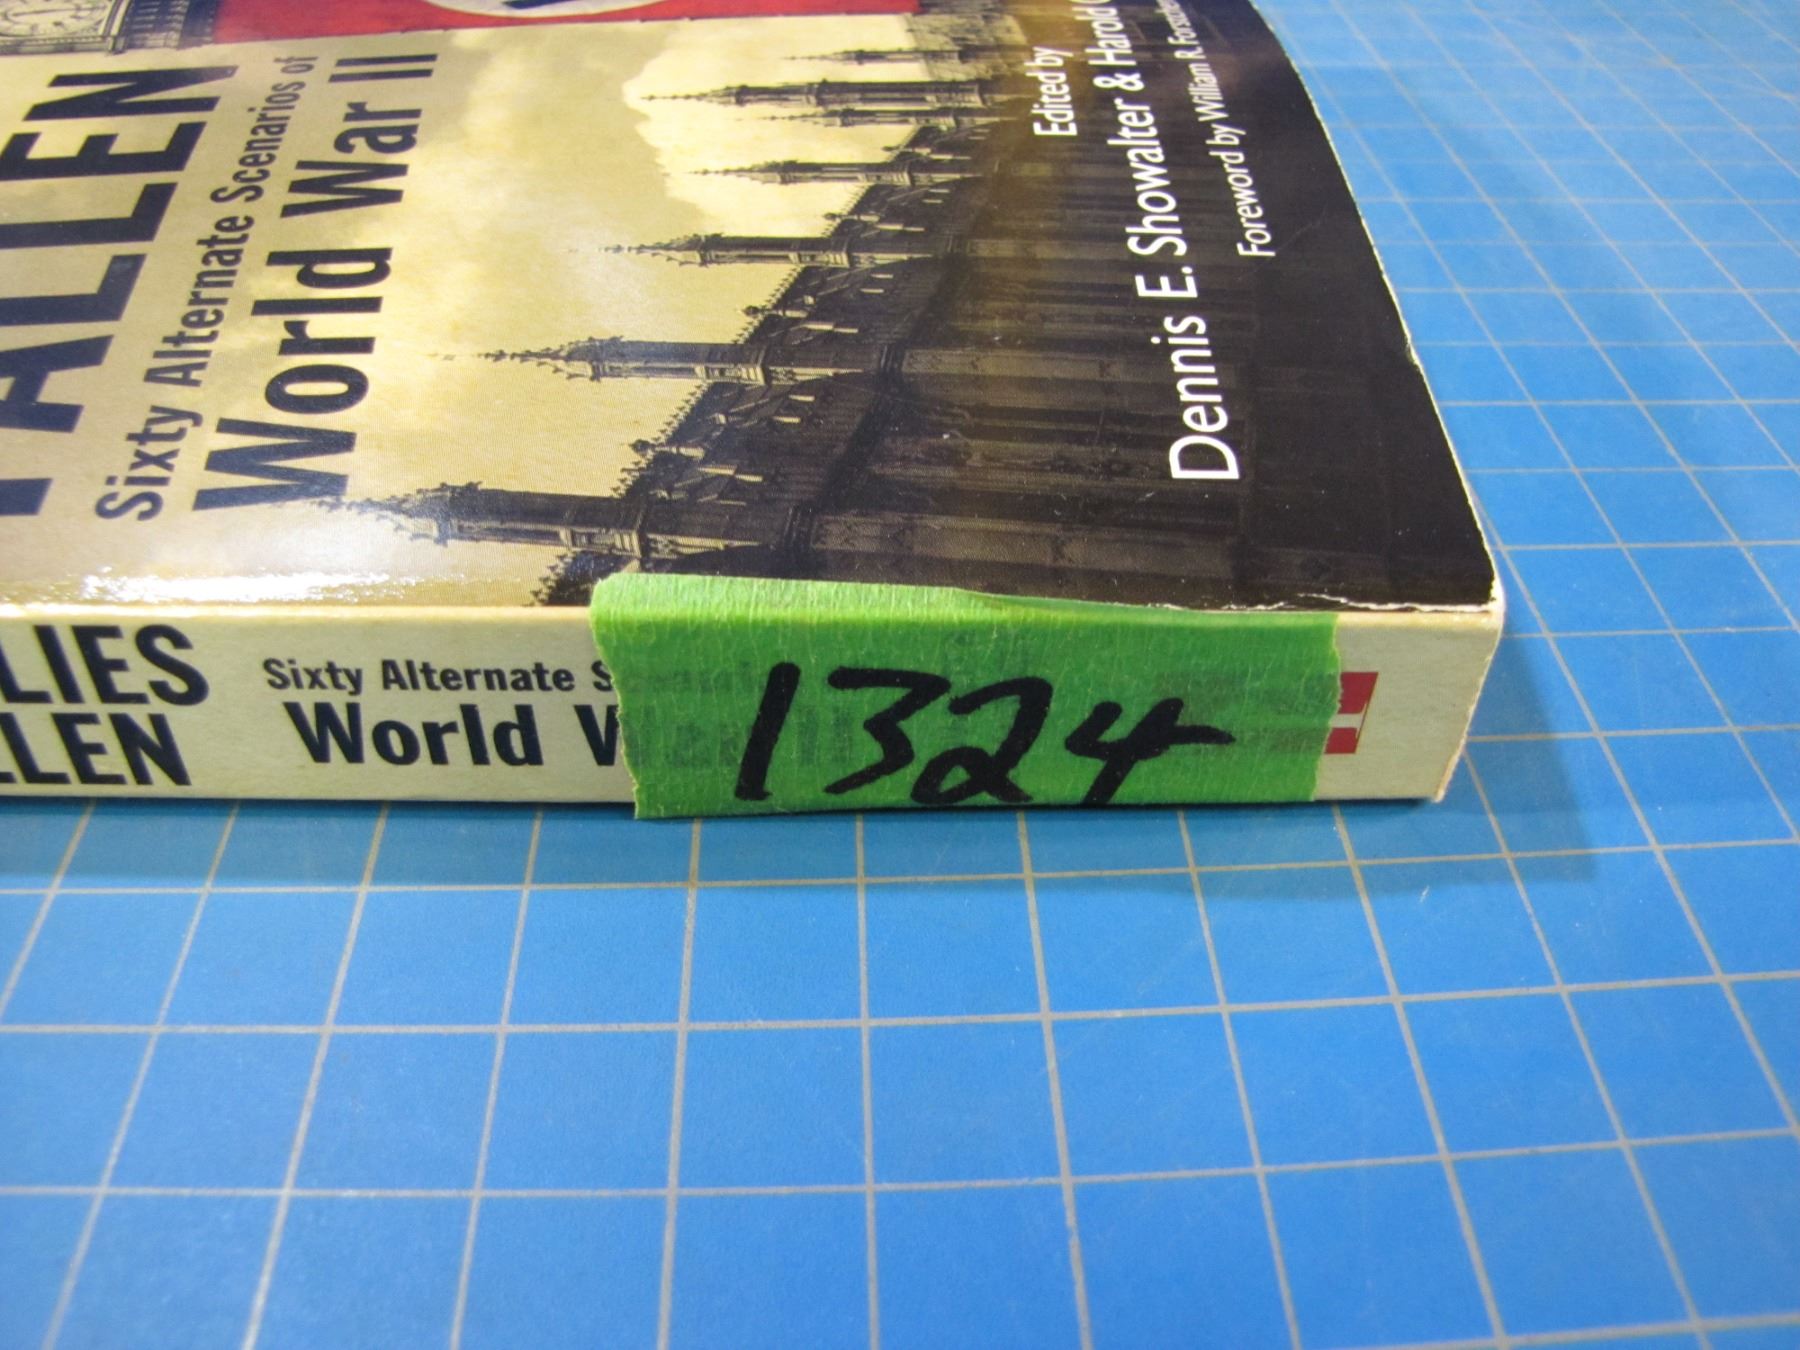 ALLEN
Sixty Alternate Scenarios of
World War II
Edited by
Dennis E. Showalter & Harold
Foreword by William R. Forstchen
LIES
LLEN
Sixty Alternate S
World W
1324